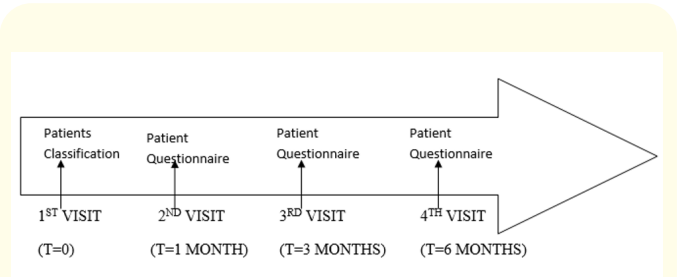 Patients Classification
Patient Questionnaire
Patient Questionnaire
Patient Questionnaire
1ST VISIT
2ND VISIT
3RD VISIT
4TH VISIT
(T=0)
(T=1 MONTH)
(T=3 MONTHS)
(T=6 MONTHS)